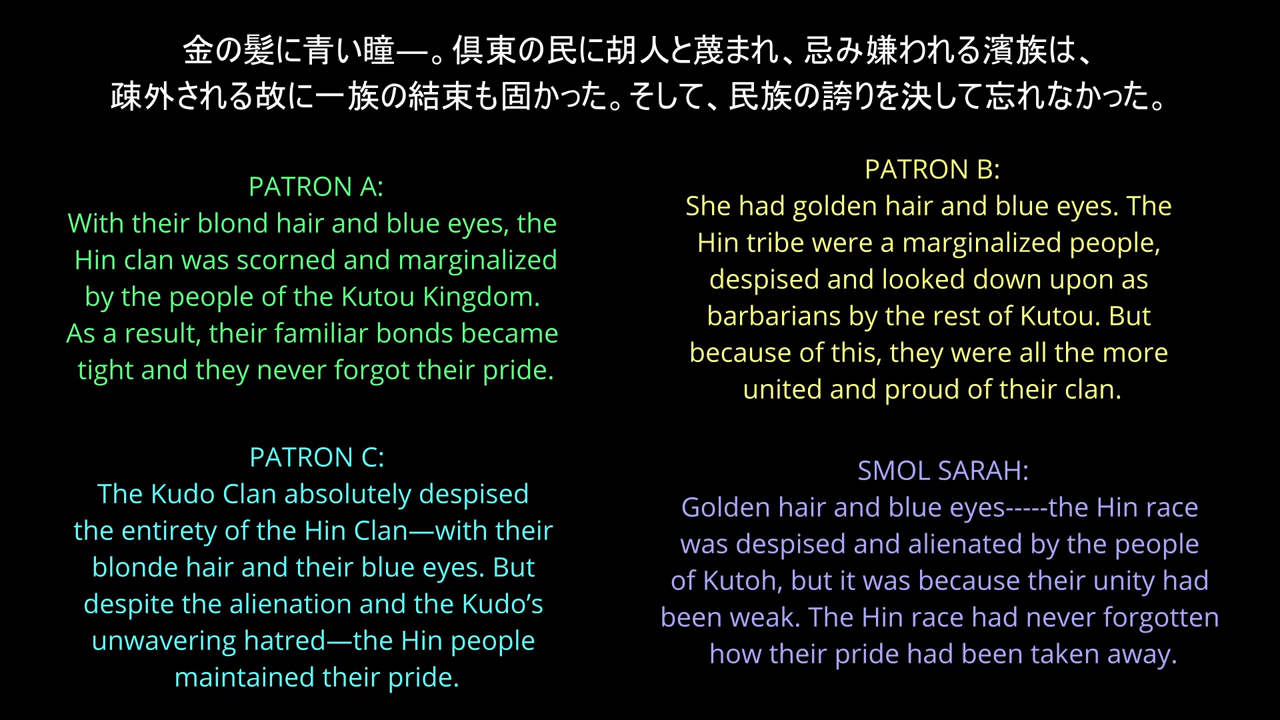 金の髪に青い瞳―。倶東の民に胡人と蔑まれ、忌み嫌われる濱族は、
疎外される故に一族の結束も固かった。そして、民族の誇りを決して忘れなかった。
PATRON A:
With their blond hair and blue eyes, the
Hin clan was scorned and marginalized
by the people of the Kutou Kingdom.
As a result, their familiar bonds became
tight and they never forgot their pride.
PATRON B:
She had golden hair and blue eyes. The
Hin tribe were a marginalized people,
despised and looked down upon as
barbarians by the rest of Kutou. But
because of this, they were all the more
united and proud of their clan.
PATRON C:
The Kudo Clan absolutely despised
the entirety of the Hin Clan—with their
blonde hair and their blue eyes. But
despite the alienation and the Kudo’s
unwavering hatred—the Hin people
maintained their pride.
SMOL SARAH:
Golden hair and blue eyes-----the Hin race
was despised and alienated by the people
of Kutoh, but it was because their unity had
been weak. The Hin race had never forgotten
how their pride had been taken away.